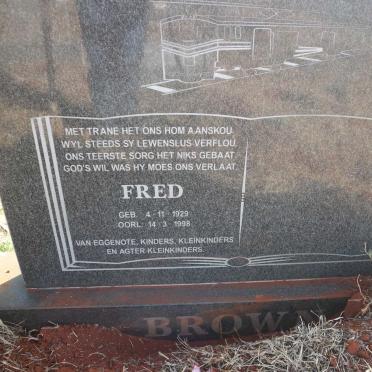 MET TRANE HET ONS HOM AANSKOU.
WYL STEEDS SY LEWENSLUS VERFLOU,
ONS TEERSTE SORG HET NIKS GEBAAT.
GOD'S WIL WAS HY MOES ONS VERLAAT.
FRED
GEB. 4 - 11 - 1929
OORL: 14 - 3 - 1998
VAN EGGENOTE, KINDERS, KLEINKINDERS
EN AGTER KLEINKINDERS.
BROWN